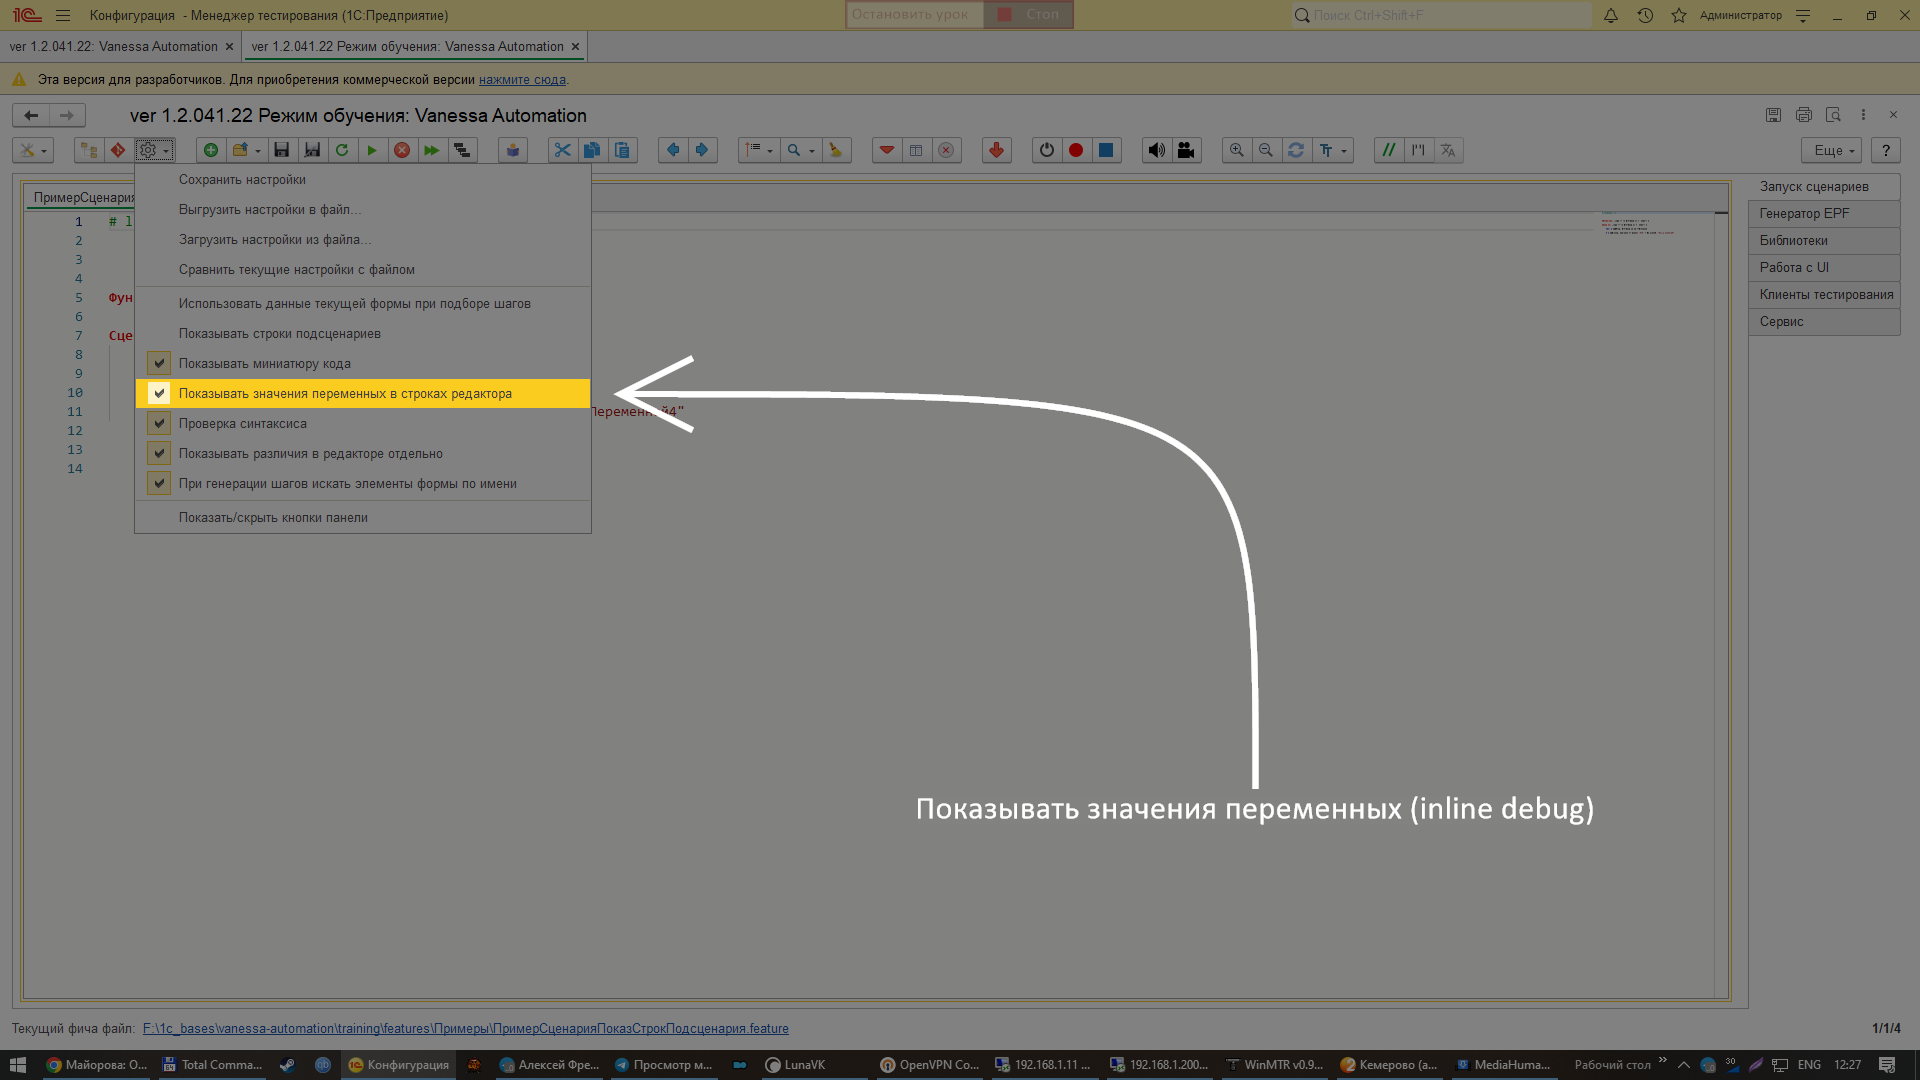 Конфигурация - Менеджер тестирования (1С:Предприятие)
Остановить урок
Стоп
Поиск Ctrl+Shift+F
Администратор
ver 1.2.041.22: Vanessa Automation ×
ver 1.2.041.22 Режим обучения: Vanessa Automation ×
Эта версия для разработчиков. Для приобретения коммерческой версии нажмите сюда.
ver 1.2.041.22 Режим обучения: Vanessa Automation
Еще
?
ПримерСценария
Сохранить настройки
Выгрузить настройки в файл...
Загрузить настройки из файла...
Сравнить текущие настройки с файлом
Использовать данные текущей формы при подборе шагов
Показывать строки подсценариев
Показывать миниатюру кода
Показывать значения переменных в строках редактора
Проверка синтаксиса
Показывать различия в редакторе отдельно
При генерации шагов искать элементы формы по имени
Показать/скрыть кнопки панели
1 # l
2
3
4
5 Фун
6
7 Сце
8
9
10
11 Переменной4"
12
13
14
Запуск сценариев
Генератор EPF
Библиотеки
Работа с UI
Клиенты тестирования
Сервис
Показывать значения переменных (inline debug)
Текущий фича файл: F:\1c_bases\vanessa-automation\training\features\Примеры\ПримерСценарияПоказСтрокПодсценария.feature
1/1/4
Майорова: О...
Total Comma...
Конфигурация
Алексей Фре...
Просмотр м...
LunaVK
OpenVPN Co...
192.168.1.11 ...
192.168.1.200...
WinMTR v0.9...
Кемерово (а...
MediaHuma...
Рабочий стол
30
ENG
12:27